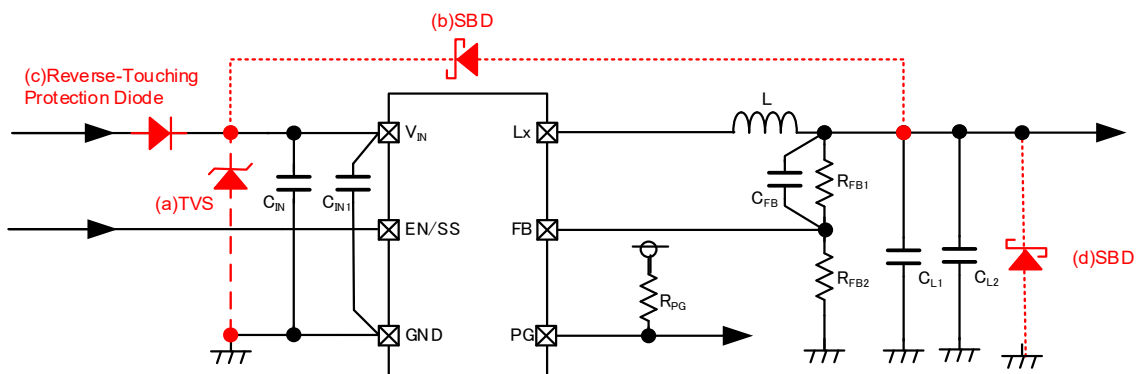 (b)SBD
(c)Reverse-Touching
Protection Diode
L
VIN
Lx
RFB1
CFB
(a)TVS
CIN
CIN1
EN/SS
FB
RFB2
CL1
CL2
(d)SBD
RPG
GND
PG